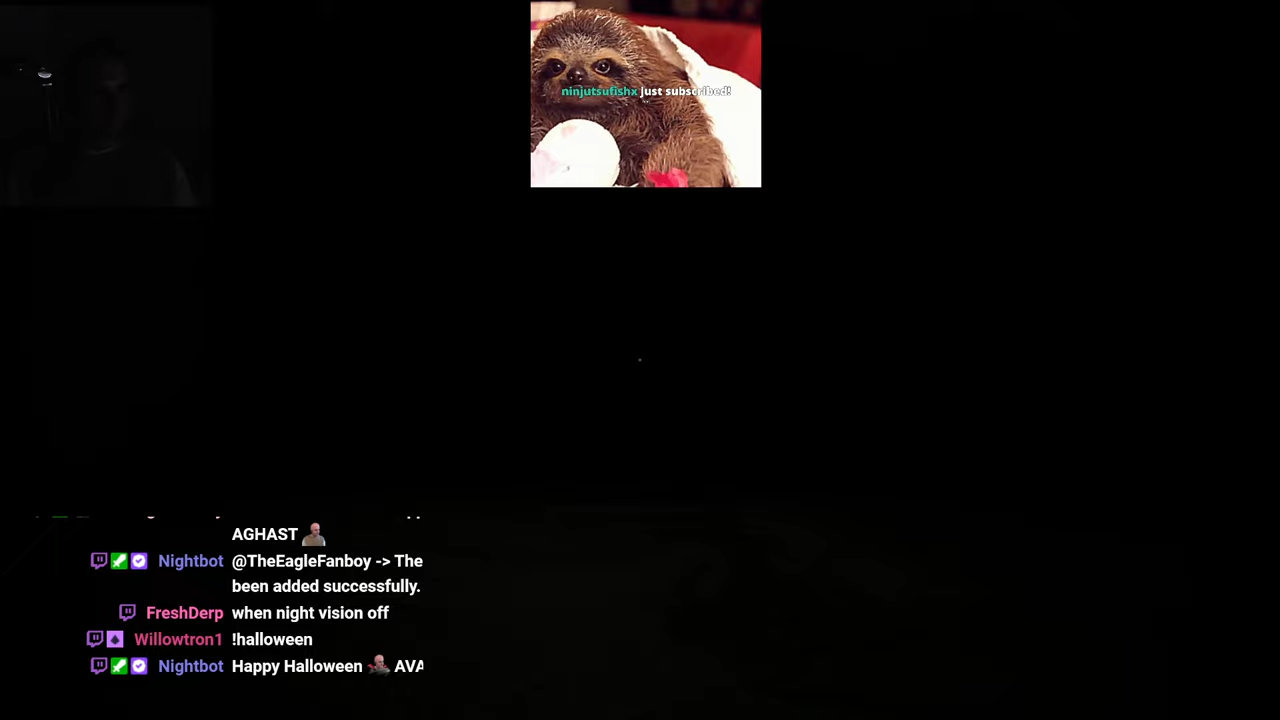 ninjutsufishx just subscribed!
AGHAST
Nightbot @TheEagleFanboy -> The
been added successfully.
FreshDerp when night vision off
Willowtron1 !halloween
Nightbot Happy Halloween AVA